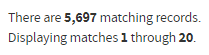 There are 5,697 matching records.
Displaying matches 1 through 20.